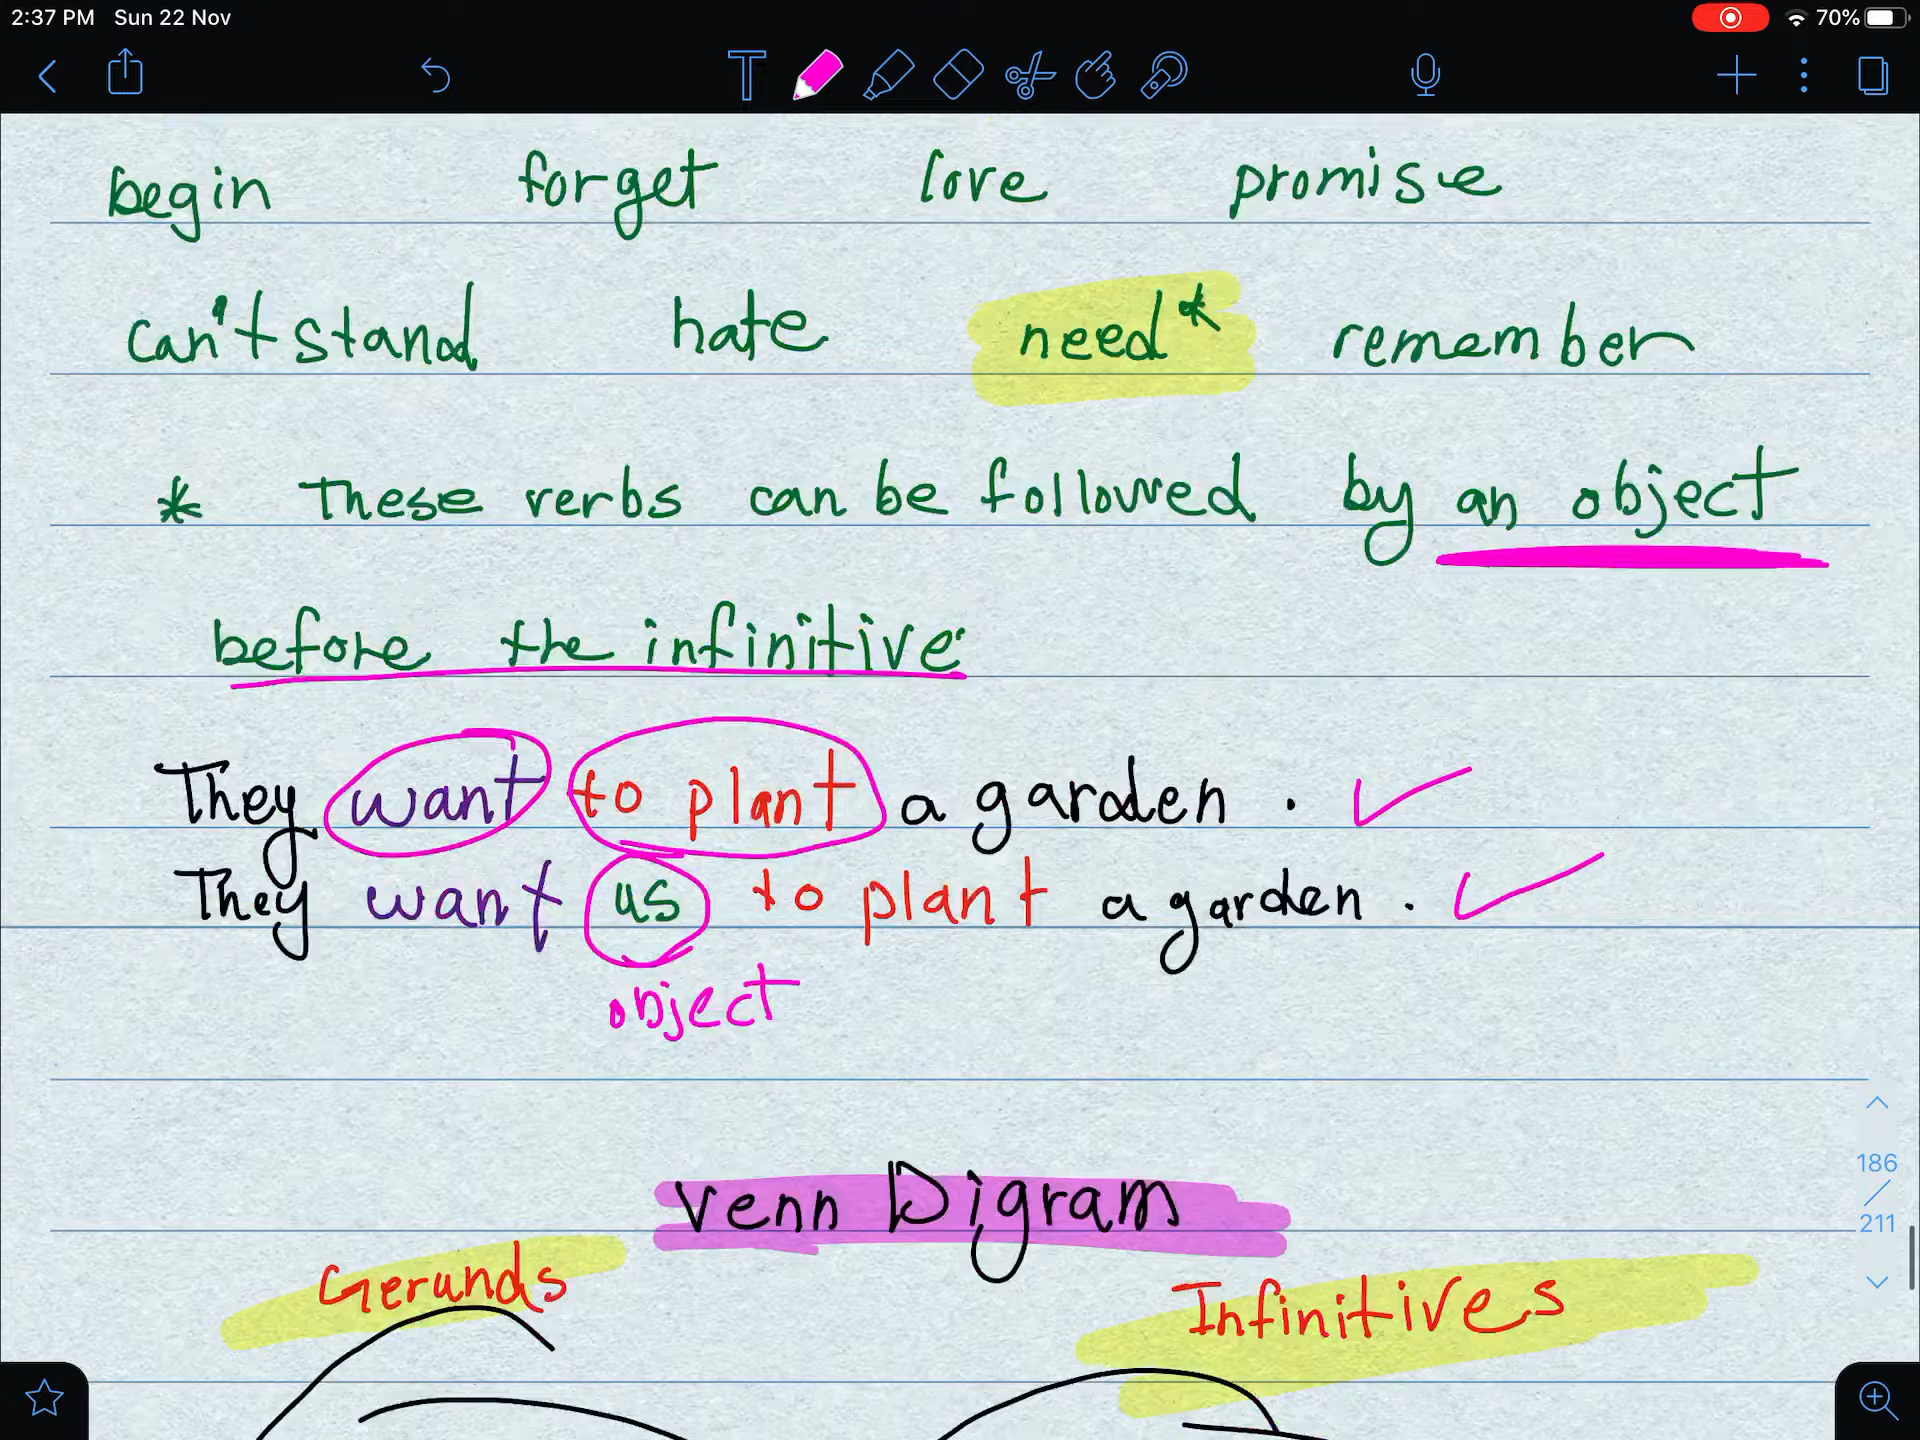 2:37 PM Sun 22 Nov 70%
T
begin forget love promise
can't stand hate need* remember
* These verbs can be followed by an object
before the infinitive
They want to plant a garden.
They want us to plant a garden.
object
186
/
211
Venn Digram
Gerunds Infinitives